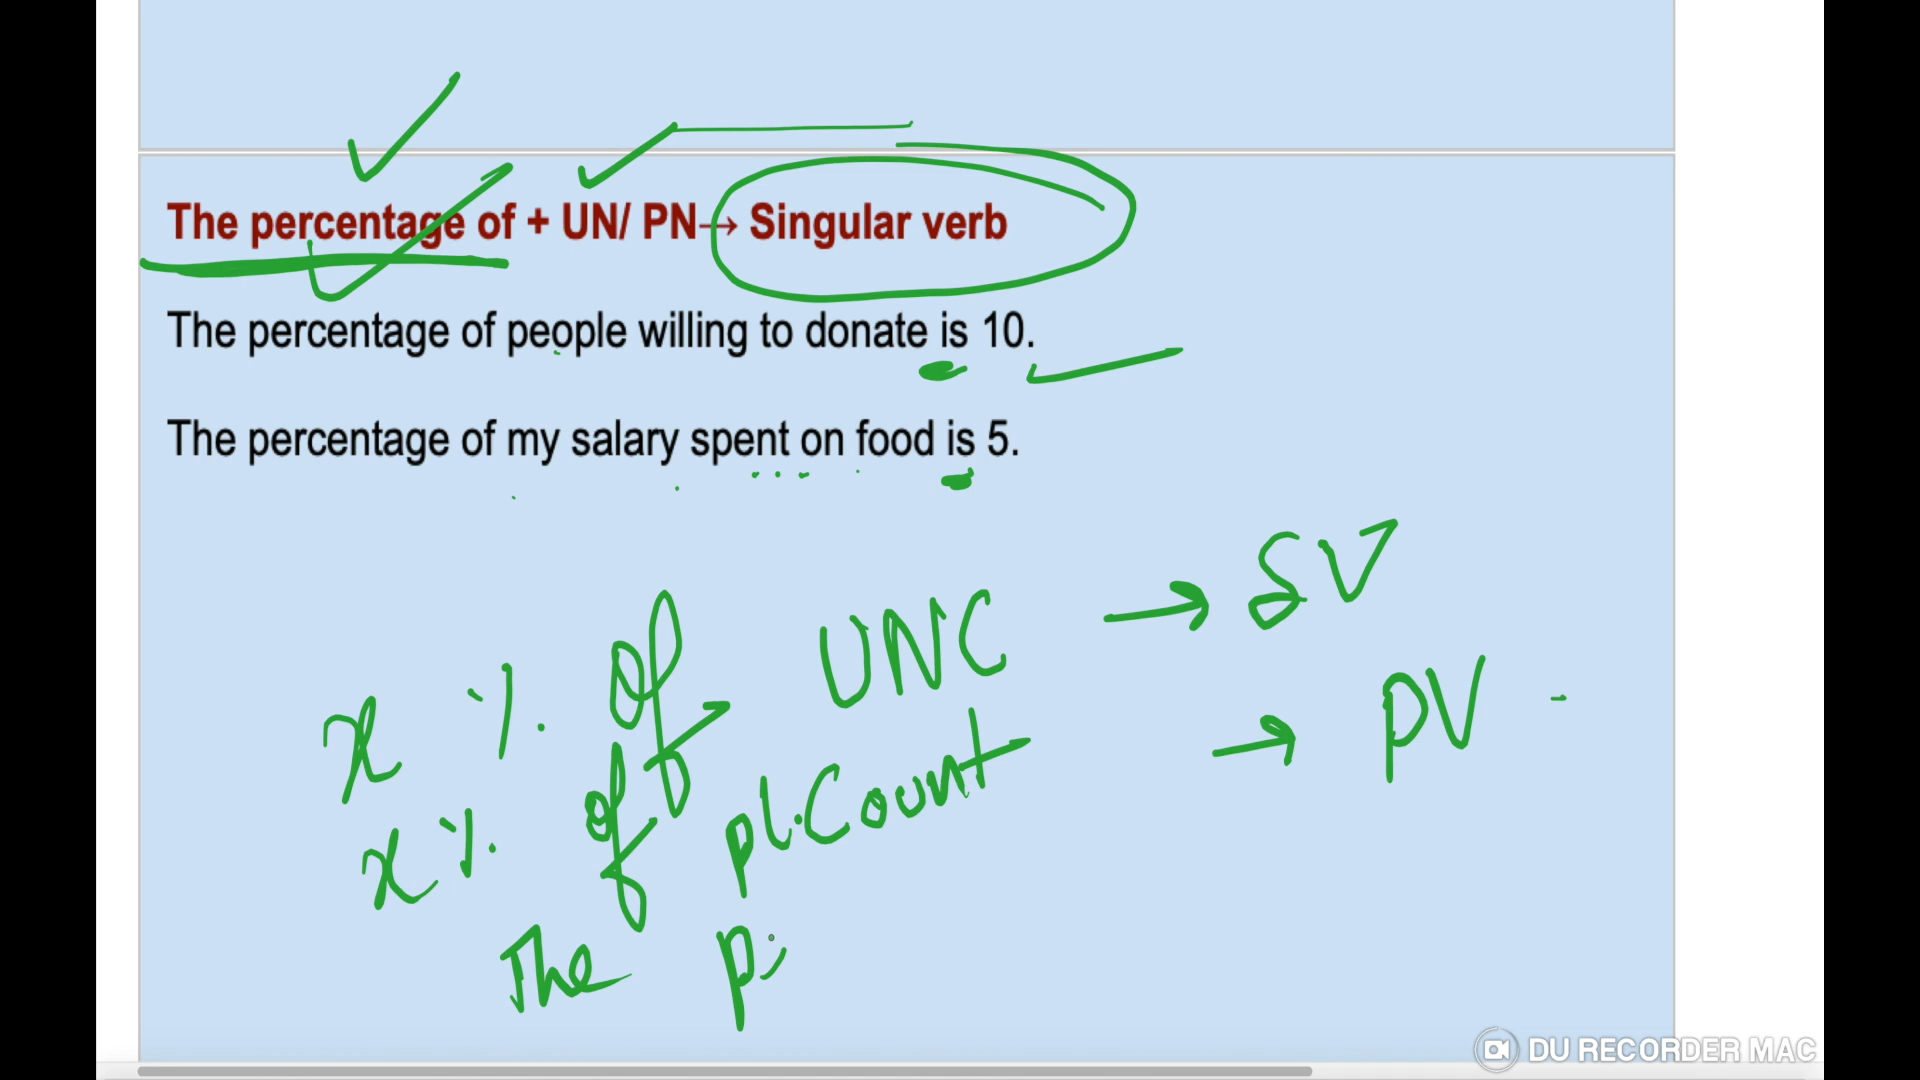 The percentage of + UN/ PN→ Singular verb
The percentage of people willing to donate is 10.
The percentage of my salary spent on food is 5.
x %. of UNC → SV
x %. of pl. Count → PV -
The p
DU RECORDER MAC